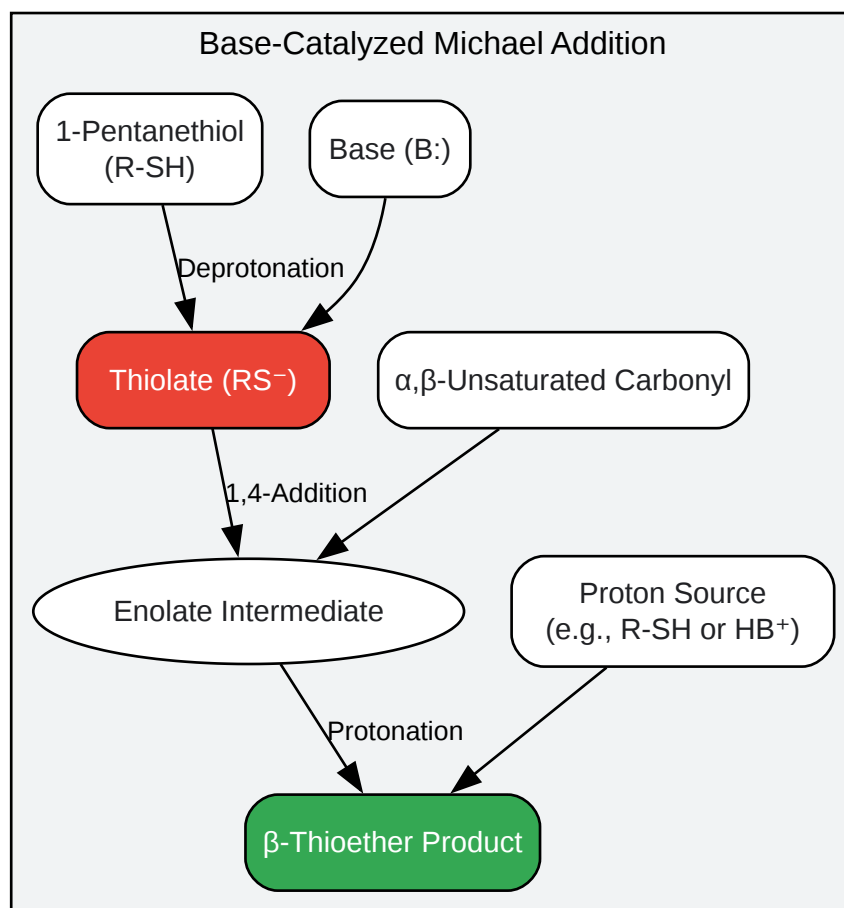 Base-Catalyzed Michael Addition
1-Pentanethiol
(R-SH)
Base (B:)
Deprotonation
Thiolate (RS⁻)
α,β-Unsaturated Carbonyl
1,4-Addition
Enolate Intermediate
Proton Source
(e.g., R-SH or HB⁺)
Protonation
β-Thioether Product